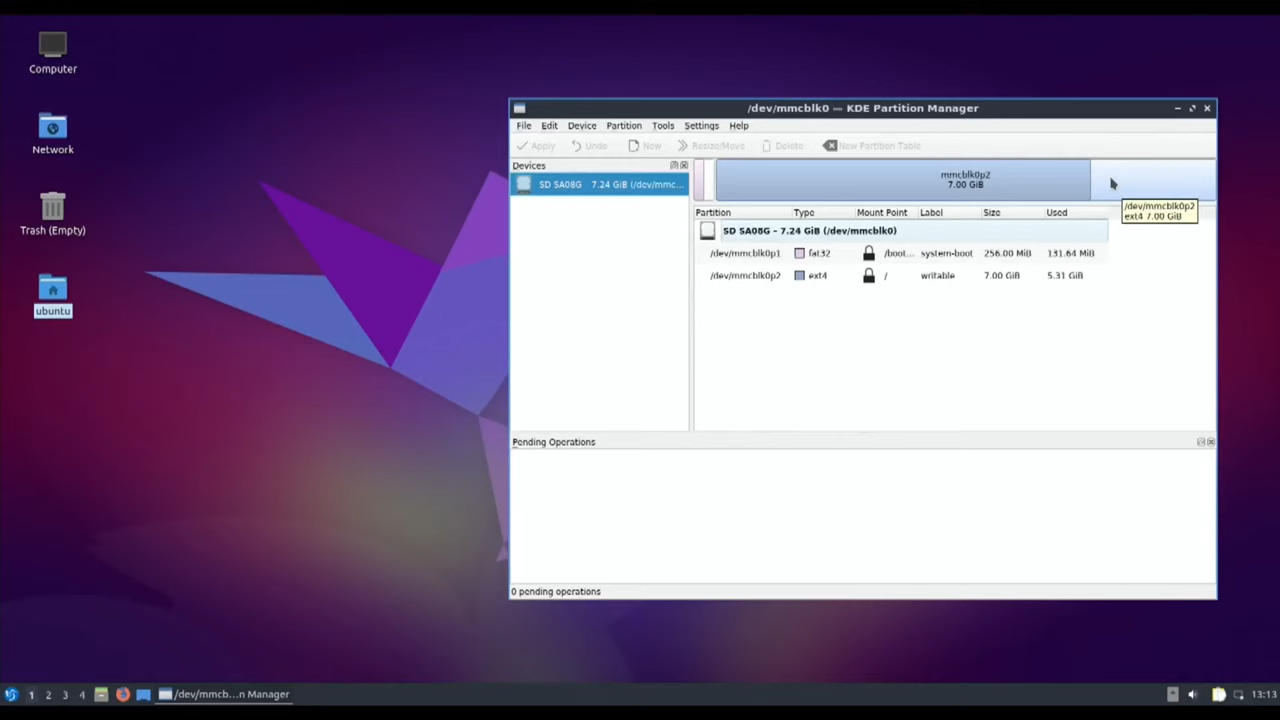 Computer
Network
Trash (Empty)
ubuntu
/dev/mmcblk0 — KDE Partition Manager
File Edit Device Partition Tools Settings Help
Apply Undo New Resize/Move Delete New Partition Table
Devices
SD SA08G – 7.24 GiB (/dev/mmc...
mmcblk0p2
7.00 GiB
/dev/mmcblk0p2
ext4 7.00 GiB
Partition Type Mount Point Label Size Used
SD SA08G – 7.24 GiB (/dev/mmcblk0)
/dev/mmcblk0p1 fat32 /boot... system-boot 256.00 MiB 131.64 MiB
/dev/mmcblk0p2 ext4 / writable 7.00 GiB 5.31 GiB
Pending Operations
0 pending operations
1 2 3 4 /dev/mmcb...n Manager 13:13